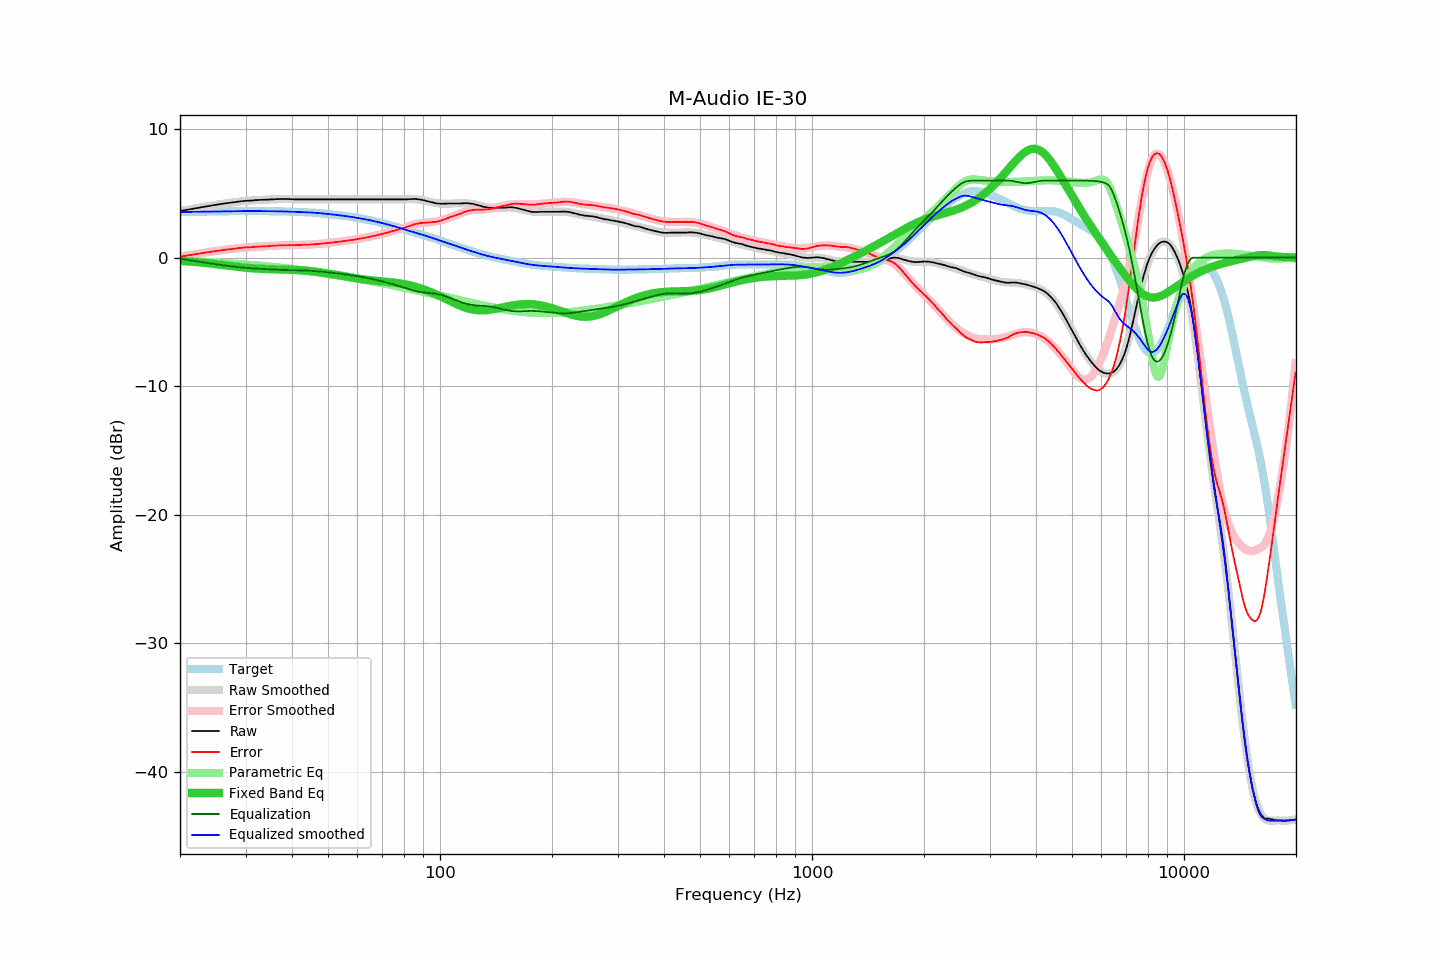 M-Audio IE-30
10
0
−10
−20
−30
−40
Amplitude (dBr)
Target
Raw Smoothed
Error Smoothed
Raw
Error
Parametric Eq
Fixed Band Eq
Equalization
Equalized smoothed
100
1000
10000
Frequency (Hz)